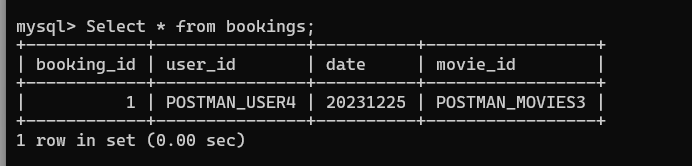 mysql> Select * from bookings;
+------------+---------------+----------+------------------+
| booking_id | user_id       | date     | movie_id         |
+------------+---------------+----------+------------------+
|          1 | POSTMAN_USER4 | 20231225 | POSTMAN_MOVIES3 |
+------------+---------------+----------+------------------+
1 row in set (0.00 sec)